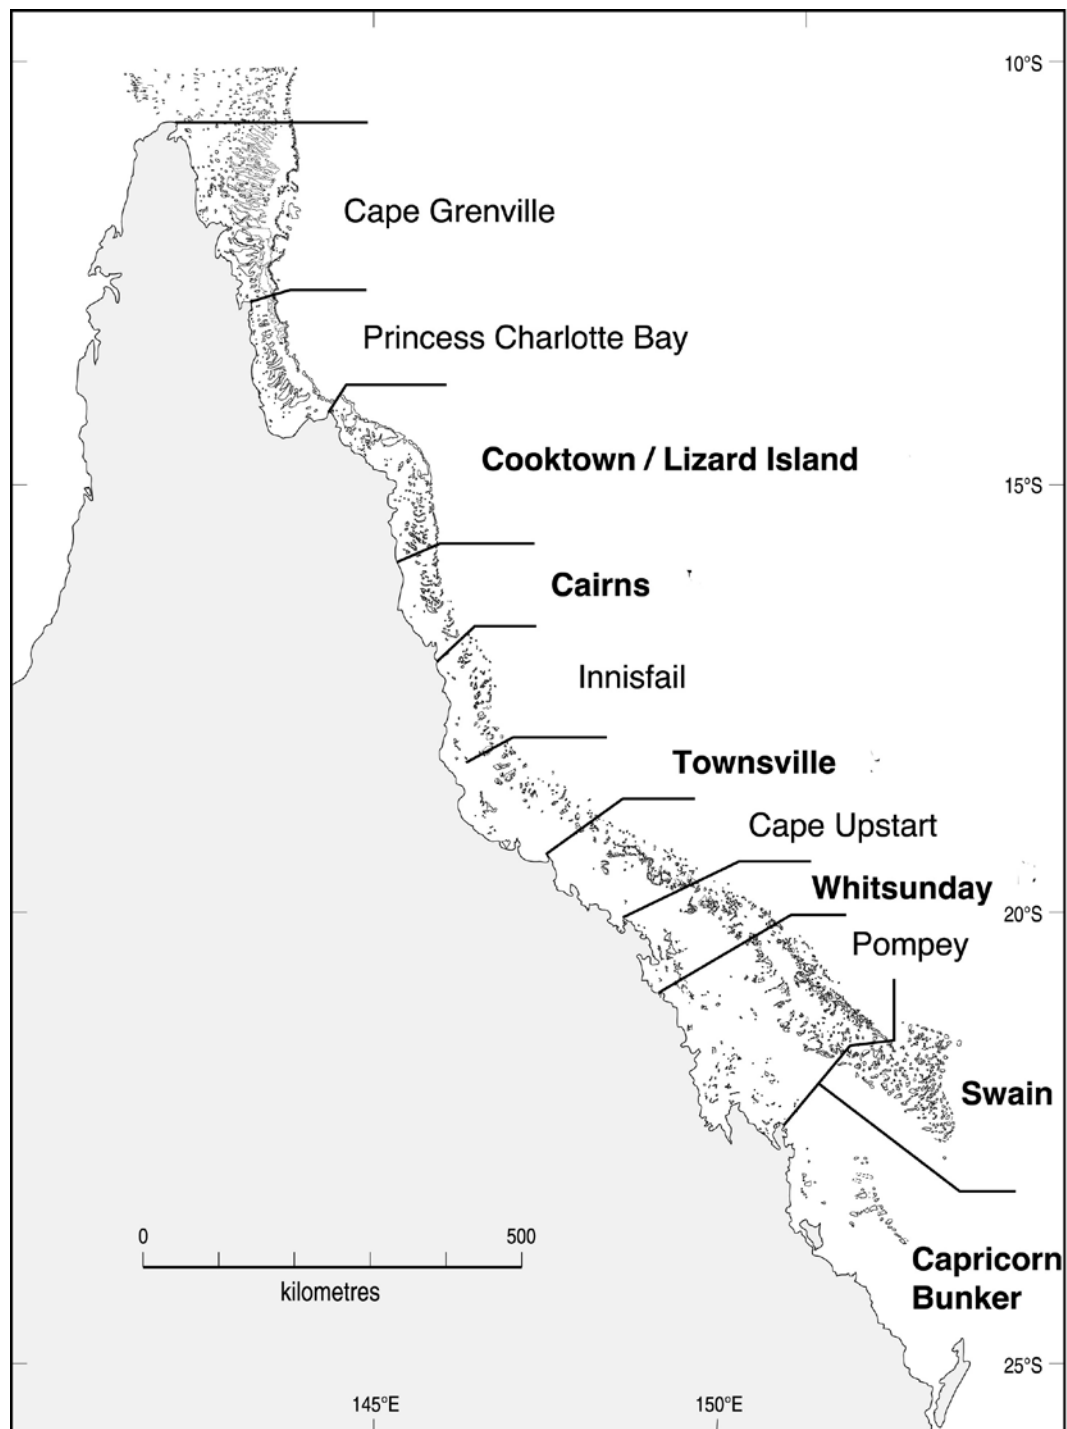 10°S
Cape Grenville
Princess Charlotte Bay
Cooktown / Lizard Island
15°S
Cairns
Innisfail
Townsville
Cape Upstart
Whitsunday
20°S
Pompey
Swain
0 500
kilometres
Capricorn
Bunker
25°S
145°E 150°E